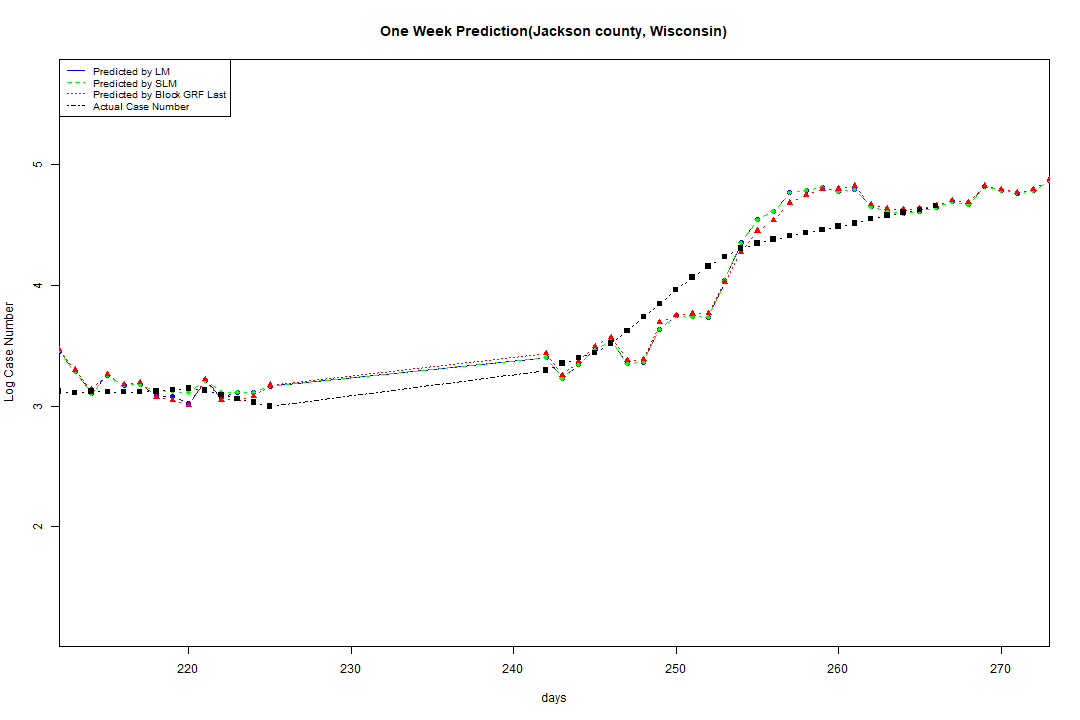 One Week Prediction(Jackson county, Wisconsin)
Predicted by LM
Predicted by SLM
Predicted by Block GRF Last
Actual Case Number
5
4
3
2
Log Case Number
220 230 240 250 260 270
days